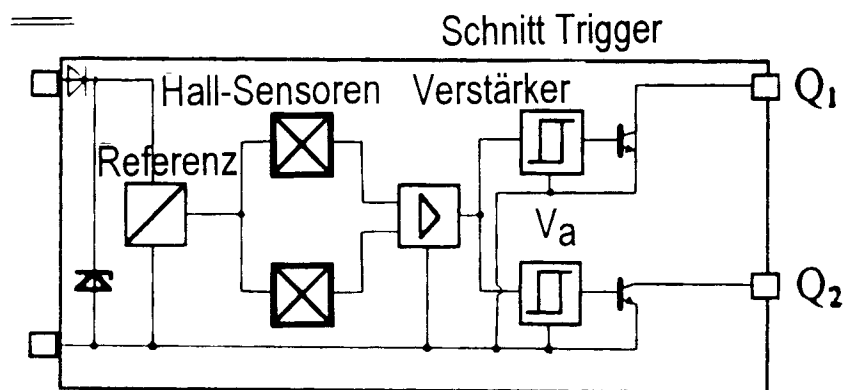 Schnitt Trigger
Hall-Sensoren Verstärker
Q1
Referenz
Va
Q2